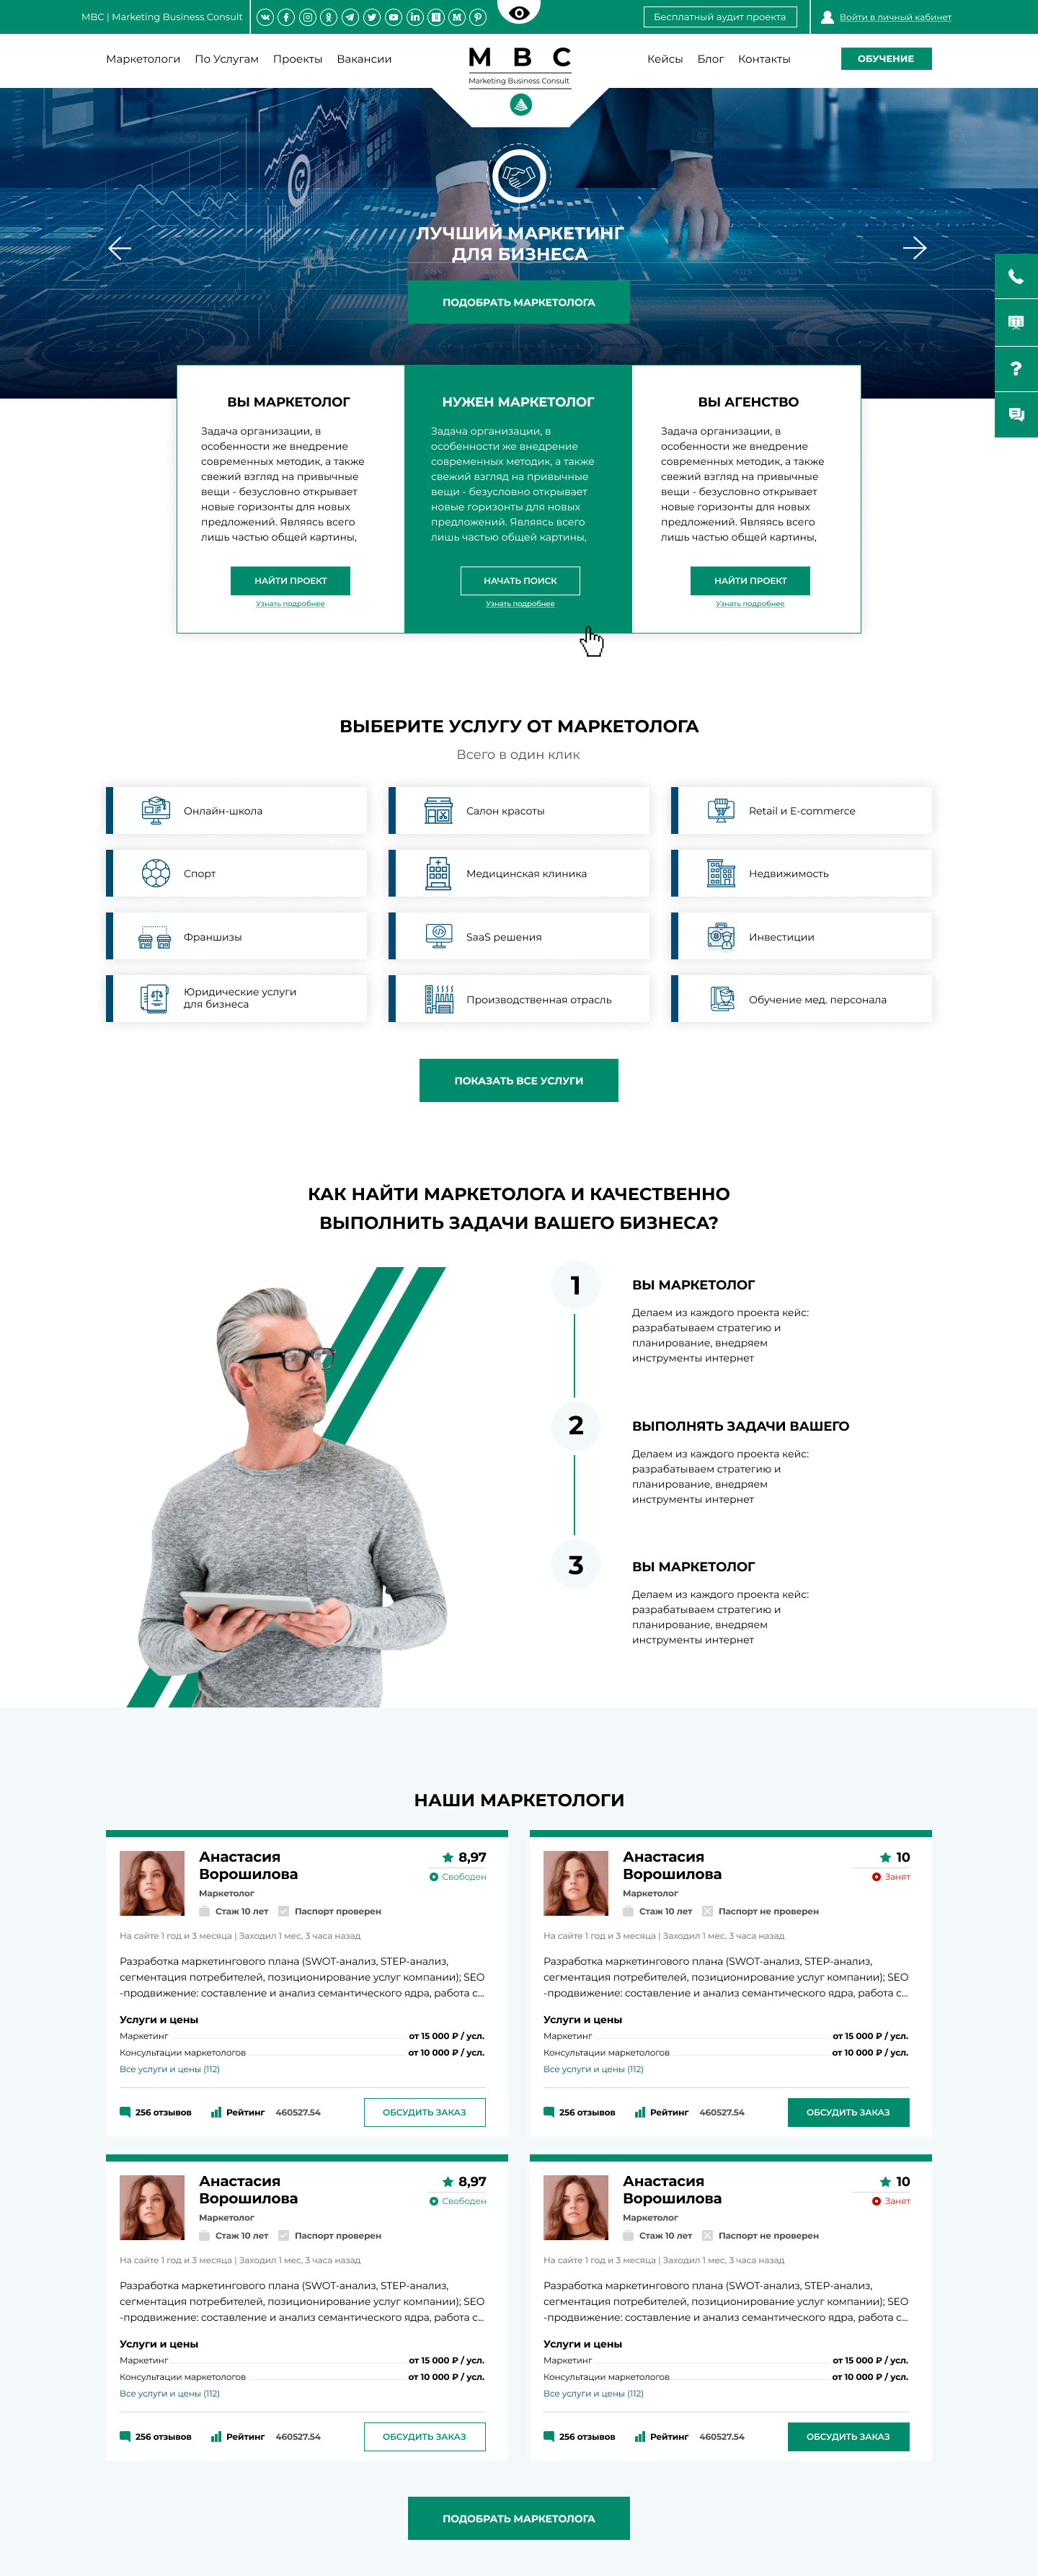 MBC | Marketing Business Consult
Бесплатный аудит проекта
Войти в личный кабинет
Маркетологи По Услугам Проекты Вакансии
M B C
Marketing Business Consult
Кейсы Блог Контакты
ОБУЧЕНИЕ
ЛУЧШИЙ МАРКЕТИНГ
ДЛЯ БИЗНЕСА
ПОДОБРАТЬ МАРКЕТОЛОГА
ВЫ МАРКЕТОЛОГ
Задача организации, в
особенности же внедрение
современных методик, а также
свежий взгляд на привычные
вещи - безусловно открывает
новые горизонты для новых
предложений. Являясь всего
лишь частью общей картины,
НАЙТИ ПРОЕКТ
Узнать подробнее
НУЖЕН МАРКЕТОЛОГ
Задача организации, в
особенности же внедрение
современных методик, а также
свежий взгляд на привычные
вещи - безусловно открывает
новые горизонты для новых
предложений. Являясь всего
лишь частью общей картины,
НАЧАТЬ ПОИСК
Узнать подробнее
ВЫ АГЕНСТВО
Задача организации, в
особенности же внедрение
современных методик, а также
свежий взгляд на привычные
вещи - безусловно открывает
новые горизонты для новых
предложений. Являясь всего
лишь частью общей картины,
НАЙТИ ПРОЕКТ
Узнать подробнее
ВЫБЕРИТЕ УСЛУГУ ОТ МАРКЕТОЛОГА
Всего в один клик
Онлайн-школа
Салон красоты
Retail и E-commerce
Спорт
Медицинская клиника
Недвижимость
Франшизы
SaaS решения
Инвестиции
Юридические услуги
для бизнеса
Производственная отрасль
Обучение мед. персонала
ПОКАЗАТЬ ВСЕ УСЛУГИ
КАК НАЙТИ МАРКЕТОЛОГА И КАЧЕСТВЕННО
ВЫПОЛНИТЬ ЗАДАЧИ ВАШЕГО БИЗНЕСА?
1
ВЫ МАРКЕТОЛОГ
Делаем из каждого проекта кейс:
разрабатываем стратегию и
планирование, внедряем
инструменты интернет
2
ВЫПОЛНЯТЬ ЗАДАЧИ ВАШЕГО
Делаем из каждого проекта кейс:
разрабатываем стратегию и
планирование, внедряем
инструменты интернет
3
ВЫ МАРКЕТОЛОГ
Делаем из каждого проекта кейс:
разрабатываем стратегию и
планирование, внедряем
инструменты интернет
НАШИ МАРКЕТОЛОГИ
Анастасия
Ворошилова
8,97
Свободен
Маркетолог
Стаж 10 лет Паспорт проверен
На сайте 1 год и 3 месяца | Заходил 1 мес, 3 часа назад
Разработка маркетингового плана (SWOT-анализ, STEP-анализ,
сегментация потребителей, позиционирование услуг компании); SEO
-продвижение: составление и анализ семантического ядра, работа с...
Услуги и цены
Маркетинг от 15 000 ₽ / усл.
Консультации маркетологов от 10 000 ₽ / усл.
Все услуги и цены (112)
256 отзывов Рейтинг 460527.54 ОБСУДИТЬ ЗАКАЗ
Анастасия
Ворошилова
10
Занят
Маркетолог
Стаж 10 лет Паспорт не проверен
На сайте 1 год и 3 месяца | Заходил 1 мес, 3 часа назад
Разработка маркетингового плана (SWOT-анализ, STEP-анализ,
сегментация потребителей, позиционирование услуг компании); SEO
-продвижение: составление и анализ семантического ядра, работа с...
Услуги и цены
Маркетинг от 15 000 ₽ / усл.
Консультации маркетологов от 10 000 ₽ / усл.
Все услуги и цены (112)
256 отзывов Рейтинг 460527.54 ОБСУДИТЬ ЗАКАЗ
Анастасия
Ворошилова
8,97
Свободен
Маркетолог
Стаж 10 лет Паспорт проверен
На сайте 1 год и 3 месяца | Заходил 1 мес, 3 часа назад
Разработка маркетингового плана (SWOT-анализ, STEP-анализ,
сегментация потребителей, позиционирование услуг компании); SEO
-продвижение: составление и анализ семантического ядра, работа с...
Услуги и цены
Маркетинг от 15 000 ₽ / усл.
Консультации маркетологов от 10 000 ₽ / усл.
Все услуги и цены (112)
256 отзывов Рейтинг 460527.54 ОБСУДИТЬ ЗАКАЗ
Анастасия
Ворошилова
10
Занят
Маркетолог
Стаж 10 лет Паспорт не проверен
На сайте 1 год и 3 месяца | Заходил 1 мес, 3 часа назад
Разработка маркетингового плана (SWOT-анализ, STEP-анализ,
сегментация потребителей, позиционирование услуг компании); SEO
-продвижение: составление и анализ семантического ядра, работа с...
Услуги и цены
Маркетинг от 15 000 ₽ / усл.
Консультации маркетологов от 10 000 ₽ / усл.
Все услуги и цены (112)
256 отзывов Рейтинг 460527.54 ОБСУДИТЬ ЗАКАЗ
ПОДОБРАТЬ МАРКЕТОЛОГА